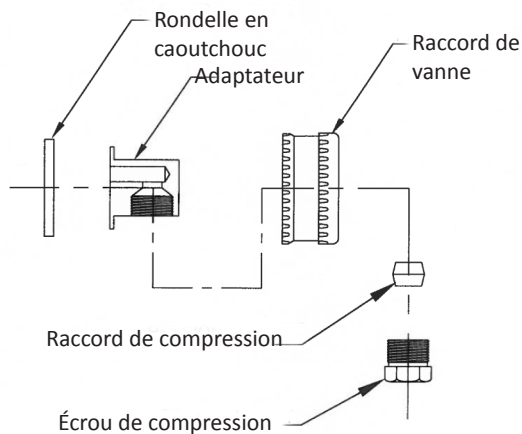 Rondelle en
caoutchouc
Adaptateur
Raccord de
vanne
Raccord de compression
Écrou de compression